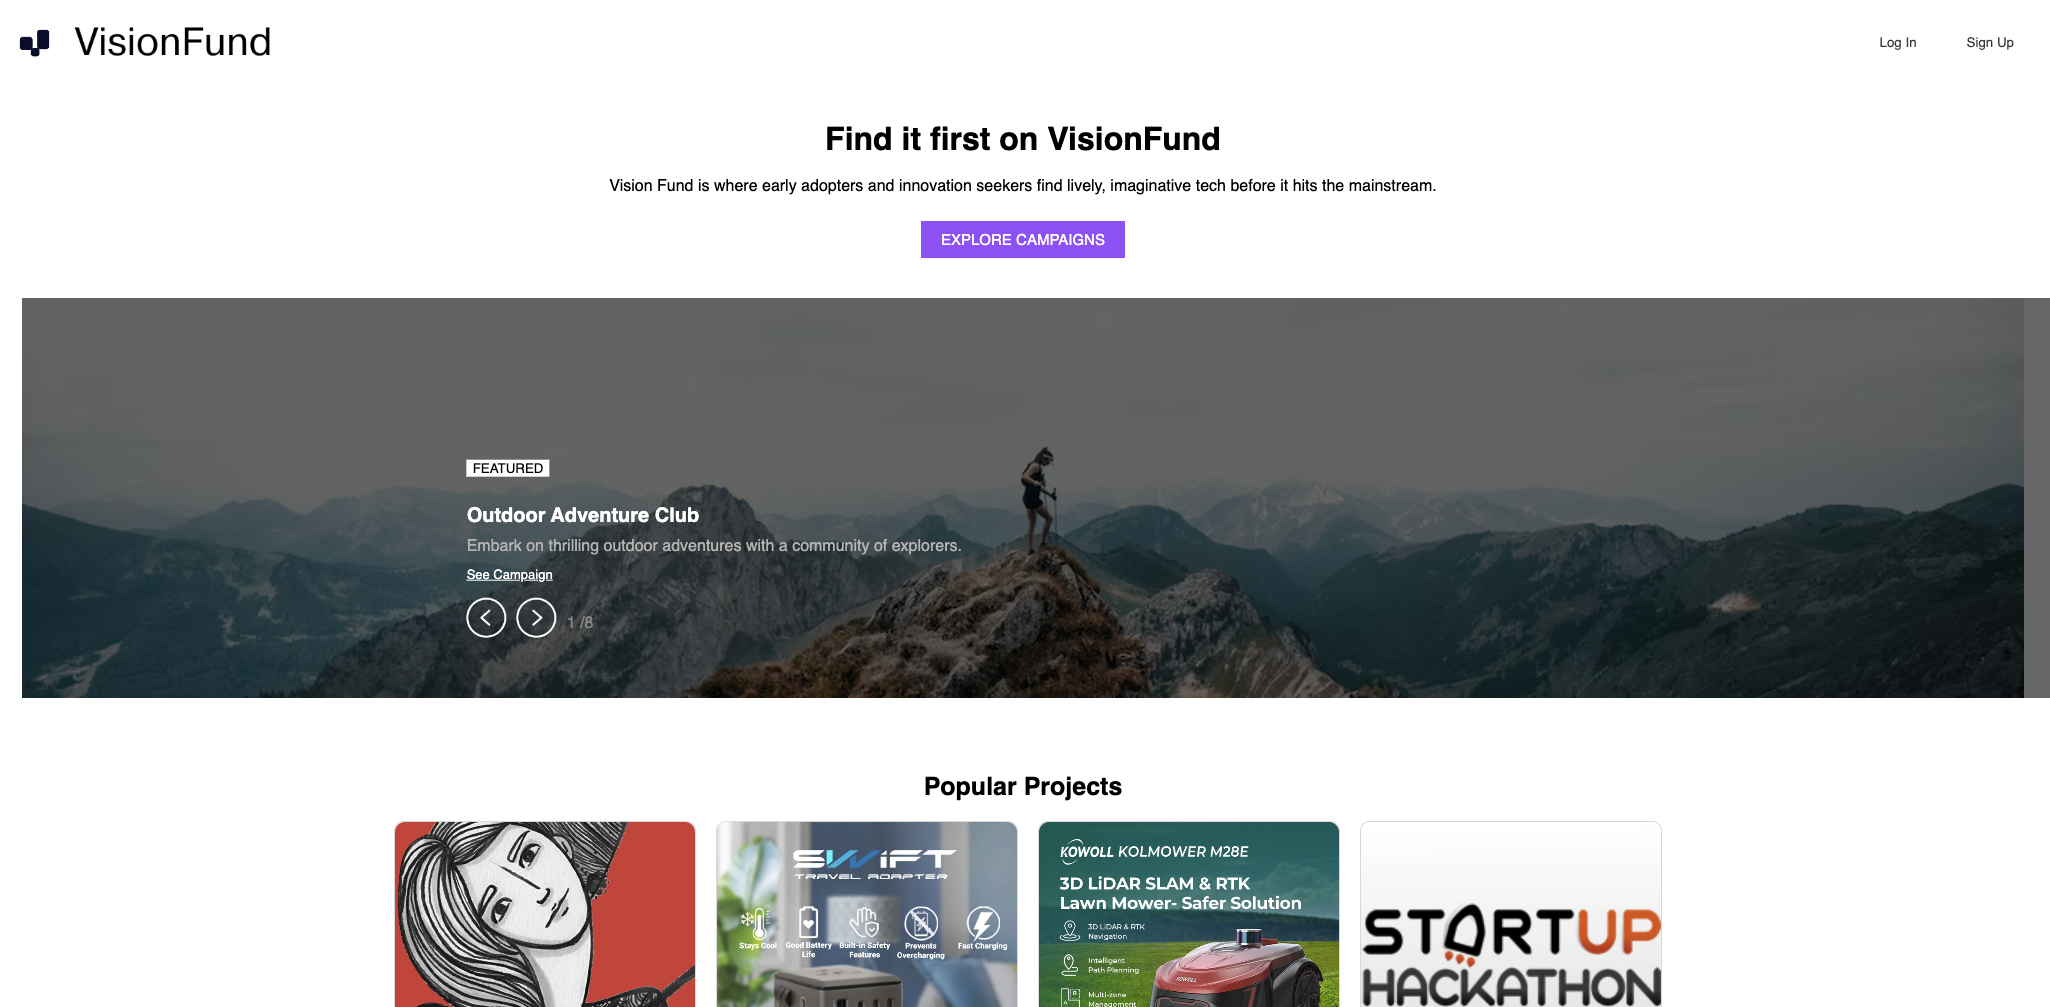 VisionFund
Log In
Sign Up
Find it first on VisionFund
Vision Fund is where early adopters and innovation seekers find lively, imaginative tech before it hits the mainstream.
EXPLORE CAMPAIGNS
FEATURED
Outdoor Adventure Club
Embark on thrilling outdoor adventures with a community of explorers.
See Campaign
1 /8
Popular Projects
SWIFT
TRAVEL ADAPTER
Stays Cool
Good Battery
Life
Built-in Safety
Features
Prevents
Overcharging
Fast Charging
KOWOLL KOLMOWER M28E
3D LiDAR SLAM & RTK
Lawn Mower- Safer Solution
3D LiDAR & RTK
Navigation
Intelligent
Path Planning
Multi-zone
Management
KOWOLL
STARTUP
HACKATHON